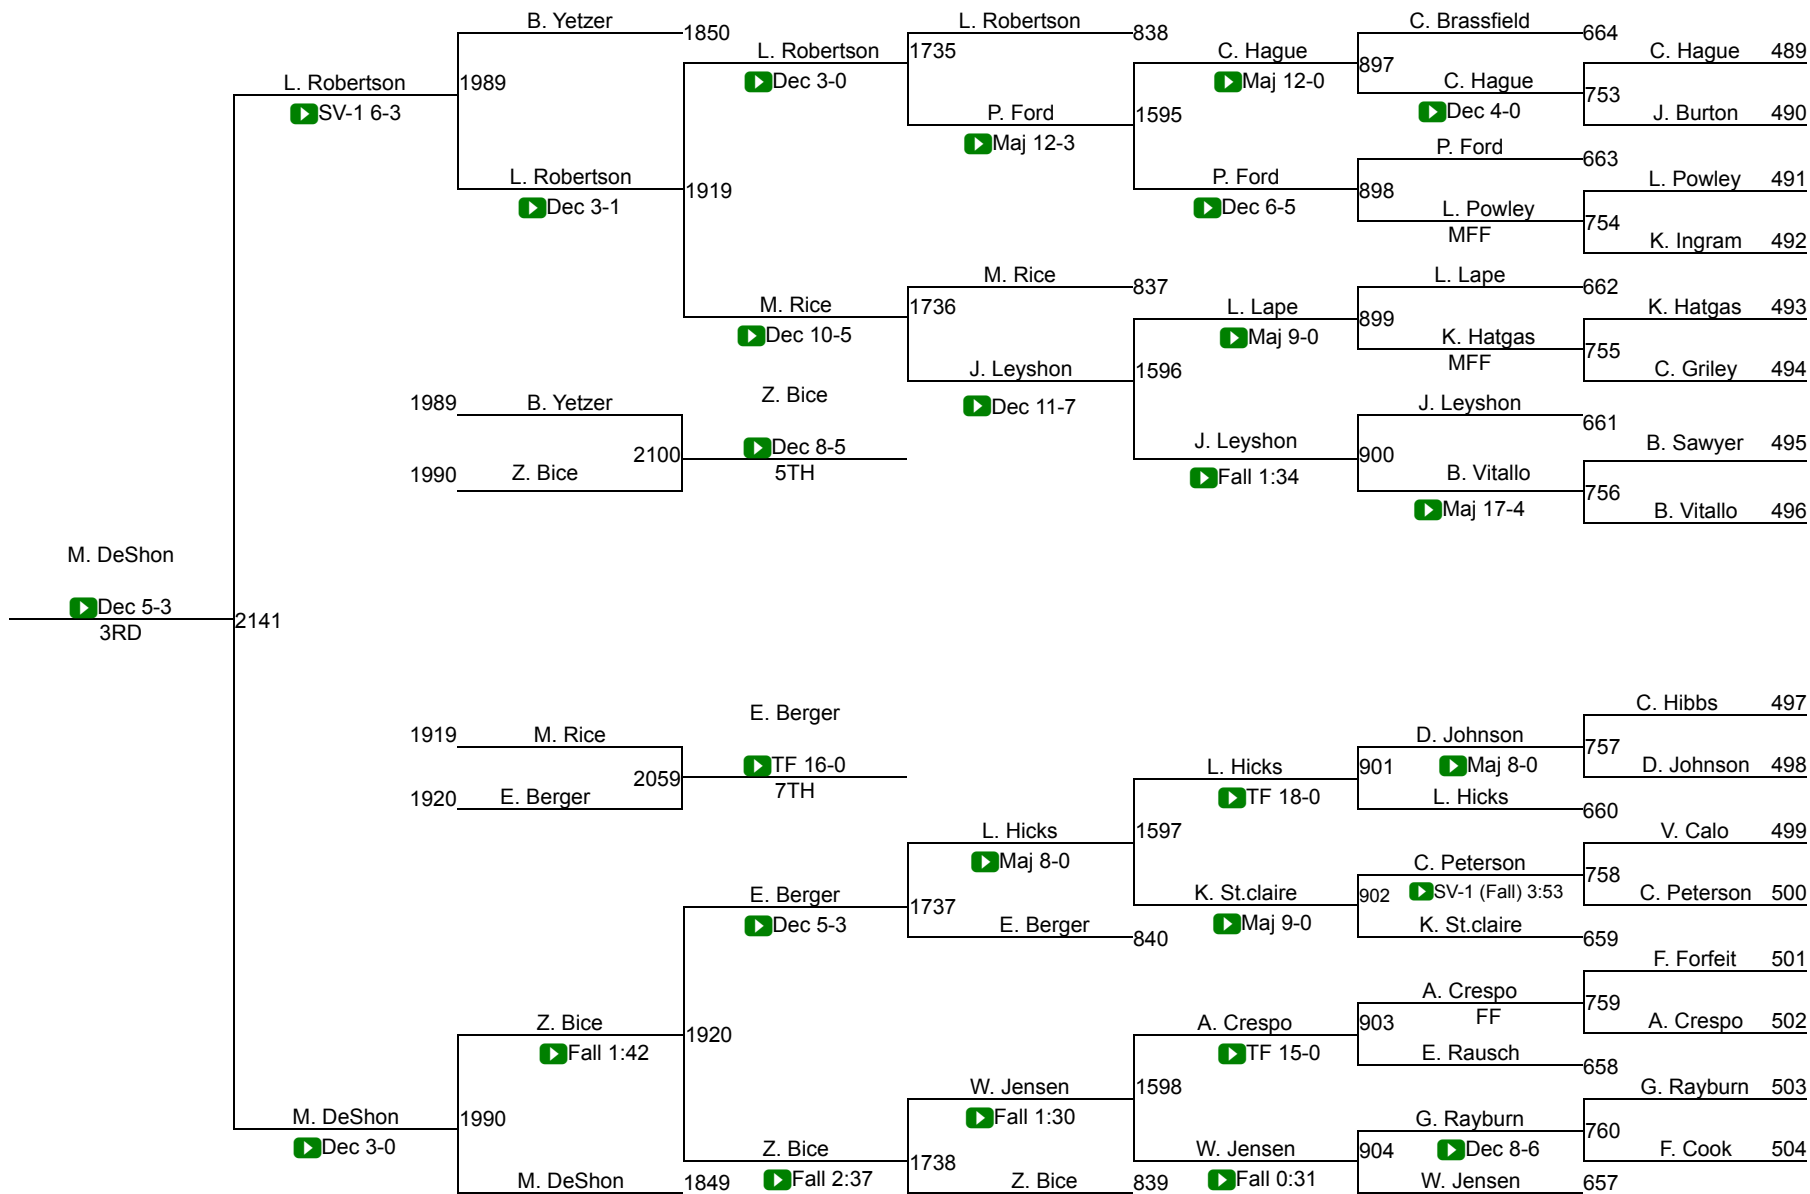 B. Yetzer
1850
L. Robertson
838
C. Brassfield
664
L. Robertson
1735
C. Hague
C. Hague 489
L. Robertson
1989
Dec 3-0
Maj 12-0
897
C. Hague
753
SV-1 6-3
P. Ford
1595
Dec 4-0
J. Burton 490
Maj 12-3
P. Ford
663
L. Robertson
1919
P. Ford
898
L. Powley 491
Dec 3-1
Dec 6-5
L. Powley
754
MFF
K. Ingram 492
M. Rice
837
L. Lape
662
M. Rice
1736
L. Lape
899
K. Hatgas 493
Dec 10-5
Maj 9-0
K. Hatgas
755
J. Leyshon
1596
MFF
C. Griley 494
1989
B. Yetzer
Z. Bice
Dec 11-7
J. Leyshon
661
2100
Dec 8-5
J. Leyshon
900
B. Sawyer 495
1990
Z. Bice
5TH
Fall 1:34
B. Vitallo
756
Maj 17-4
B. Vitallo 496
M. DeShon
Dec 5-3
3RD
2141
E. Berger
C. Hibbs 497
1919
M. Rice
D. Johnson
757
2059
TF 16-0
L. Hicks
901
Maj 8-0
D. Johnson 498
1920
E. Berger
7TH
TF 18-0
L. Hicks
660
L. Hicks
1597
V. Calo 499
Maj 8-0
C. Peterson
758
E. Berger
1737
K. St.claire
902
SV-1 (Fall) 3:53
C. Peterson 500
Dec 5-3
E. Berger
840
Maj 9-0
K. St.claire
659
F. Forfeit 501
A. Crespo
759
Z. Bice
1920
A. Crespo
903
FF
A. Crespo 502
Fall 1:42
TF 15-0
E. Rausch
658
W. Jensen
1598
G. Rayburn 503
M. DeShon
1990
Fall 1:30
G. Rayburn
760
Dec 3-0
Z. Bice
1738
W. Jensen
904
Dec 8-6
F. Cook 504
M. DeShon
1849
Fall 2:37
Z. Bice
839
Fall 0:31
W. Jensen
657